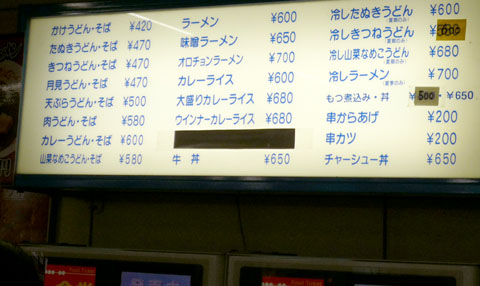 かけうどん・そば ¥420
たぬきうどん・そば ¥470
きつねうどん・そば ¥470
月見うどん・そば ¥470
天ぷらうどん・そば ¥500
肉うどん・そば ¥580
カレーうどん・そば ¥600
山菜なめこうどん・そば ¥580
ラーメン ¥600
味噌ラーメン ¥650
オロチョンラーメン ¥700
カレーライス ¥600
大盛りカレーライス ¥680
ウインナーカレーライス ¥680
牛丼 ¥650
冷したぬきうどん ¥600
冷しきつねうどん ¥600
冷し山菜なめこうどん ¥680
冷しラーメン ¥700
もつ煮込み・丼 ¥500・¥650
串からあげ ¥200
串カツ ¥200
チャーシュー丼 ¥650